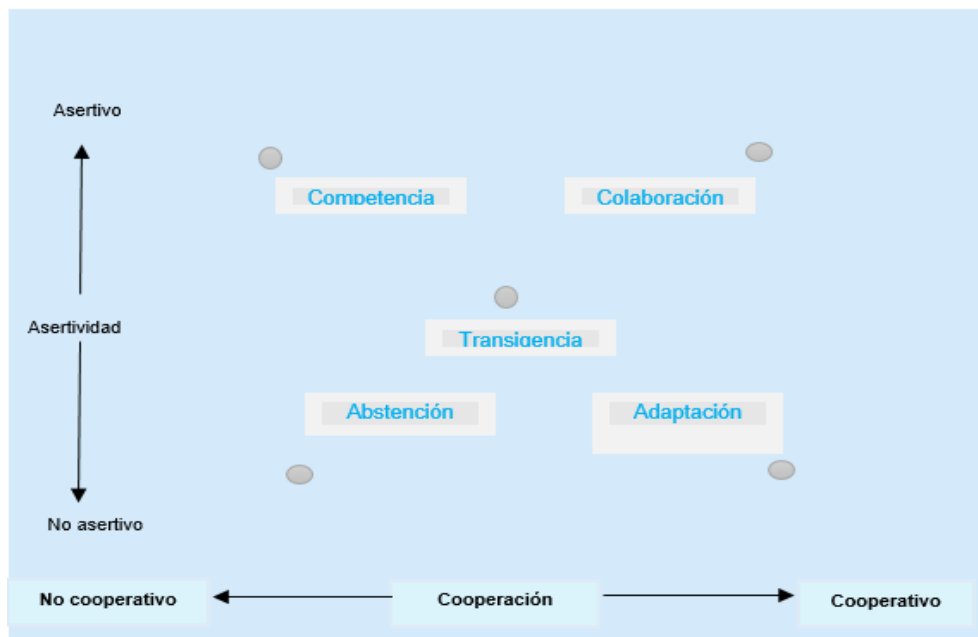 Asertivo
Competencia
Colaboración
Asertividad
Transigencia
Abstención
Adaptación
No asertivo
No cooperativo
Cooperación
Cooperativo